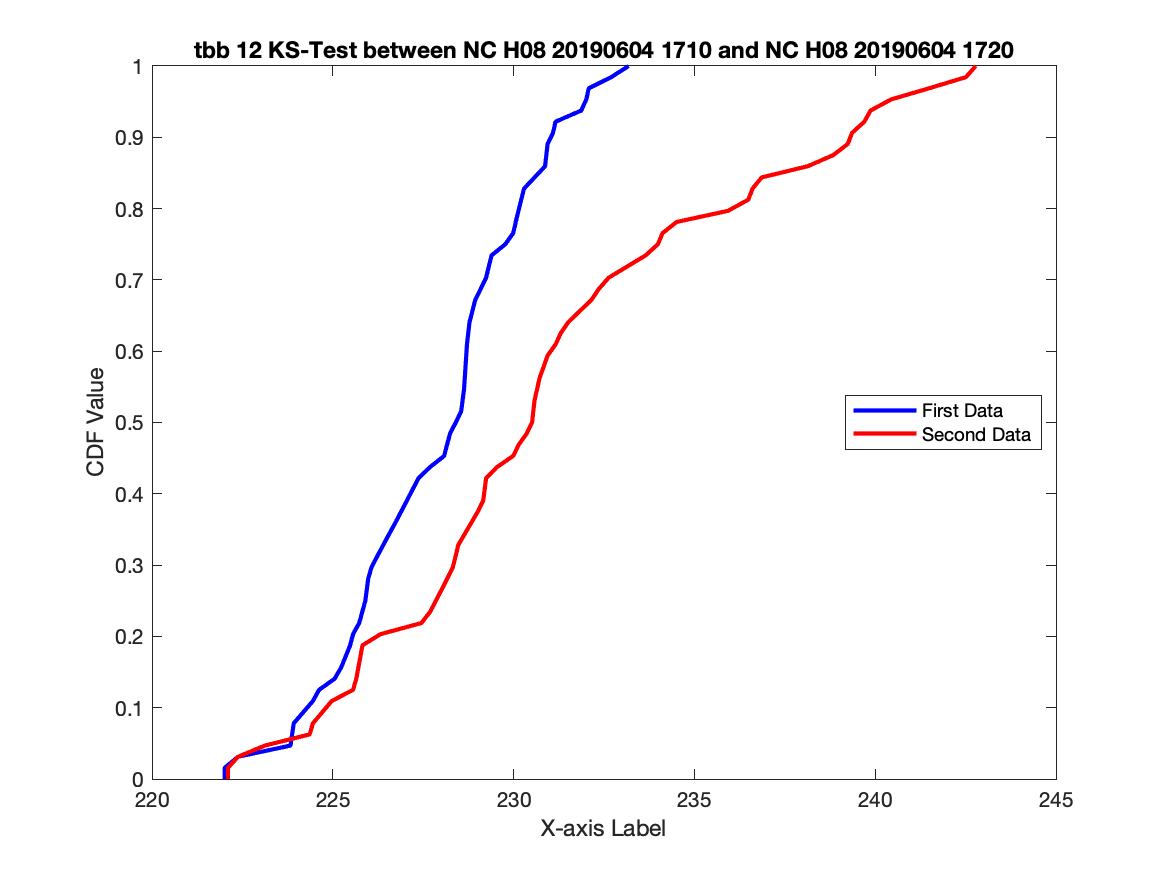 tbb 12 KS-Test between NC H08 20190604 1710 and NC H08 20190604 1720
1
0.9
0.8
0.7
0.6
0.5
0.4
0.3
0.2
0.1
0
CDF Value
First Data
Second Data
220 225 230 235 240 245
X-axis Label